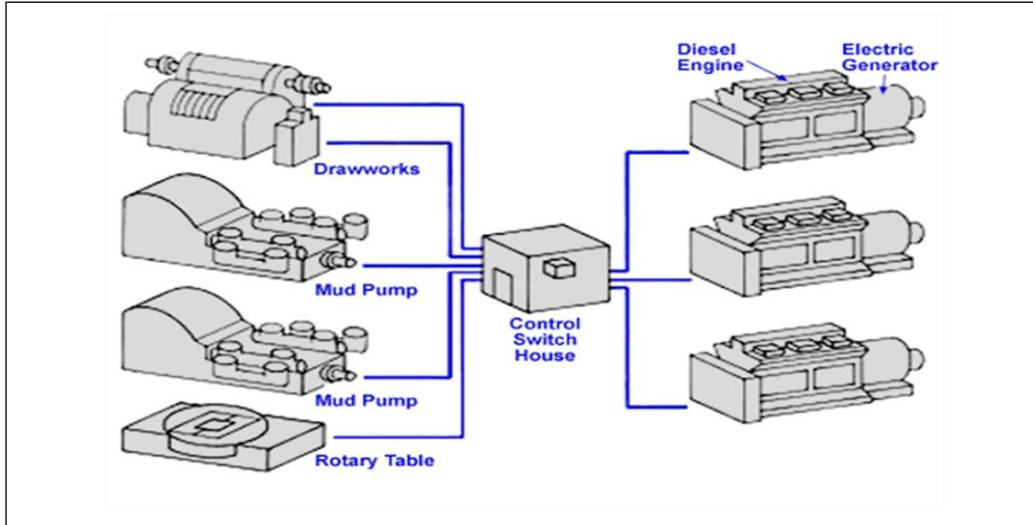 Diesel
Engine
Electric
Generator
Drawworks
Mud Pump
Control
Switch
House
Mud Pump
Rotary Table